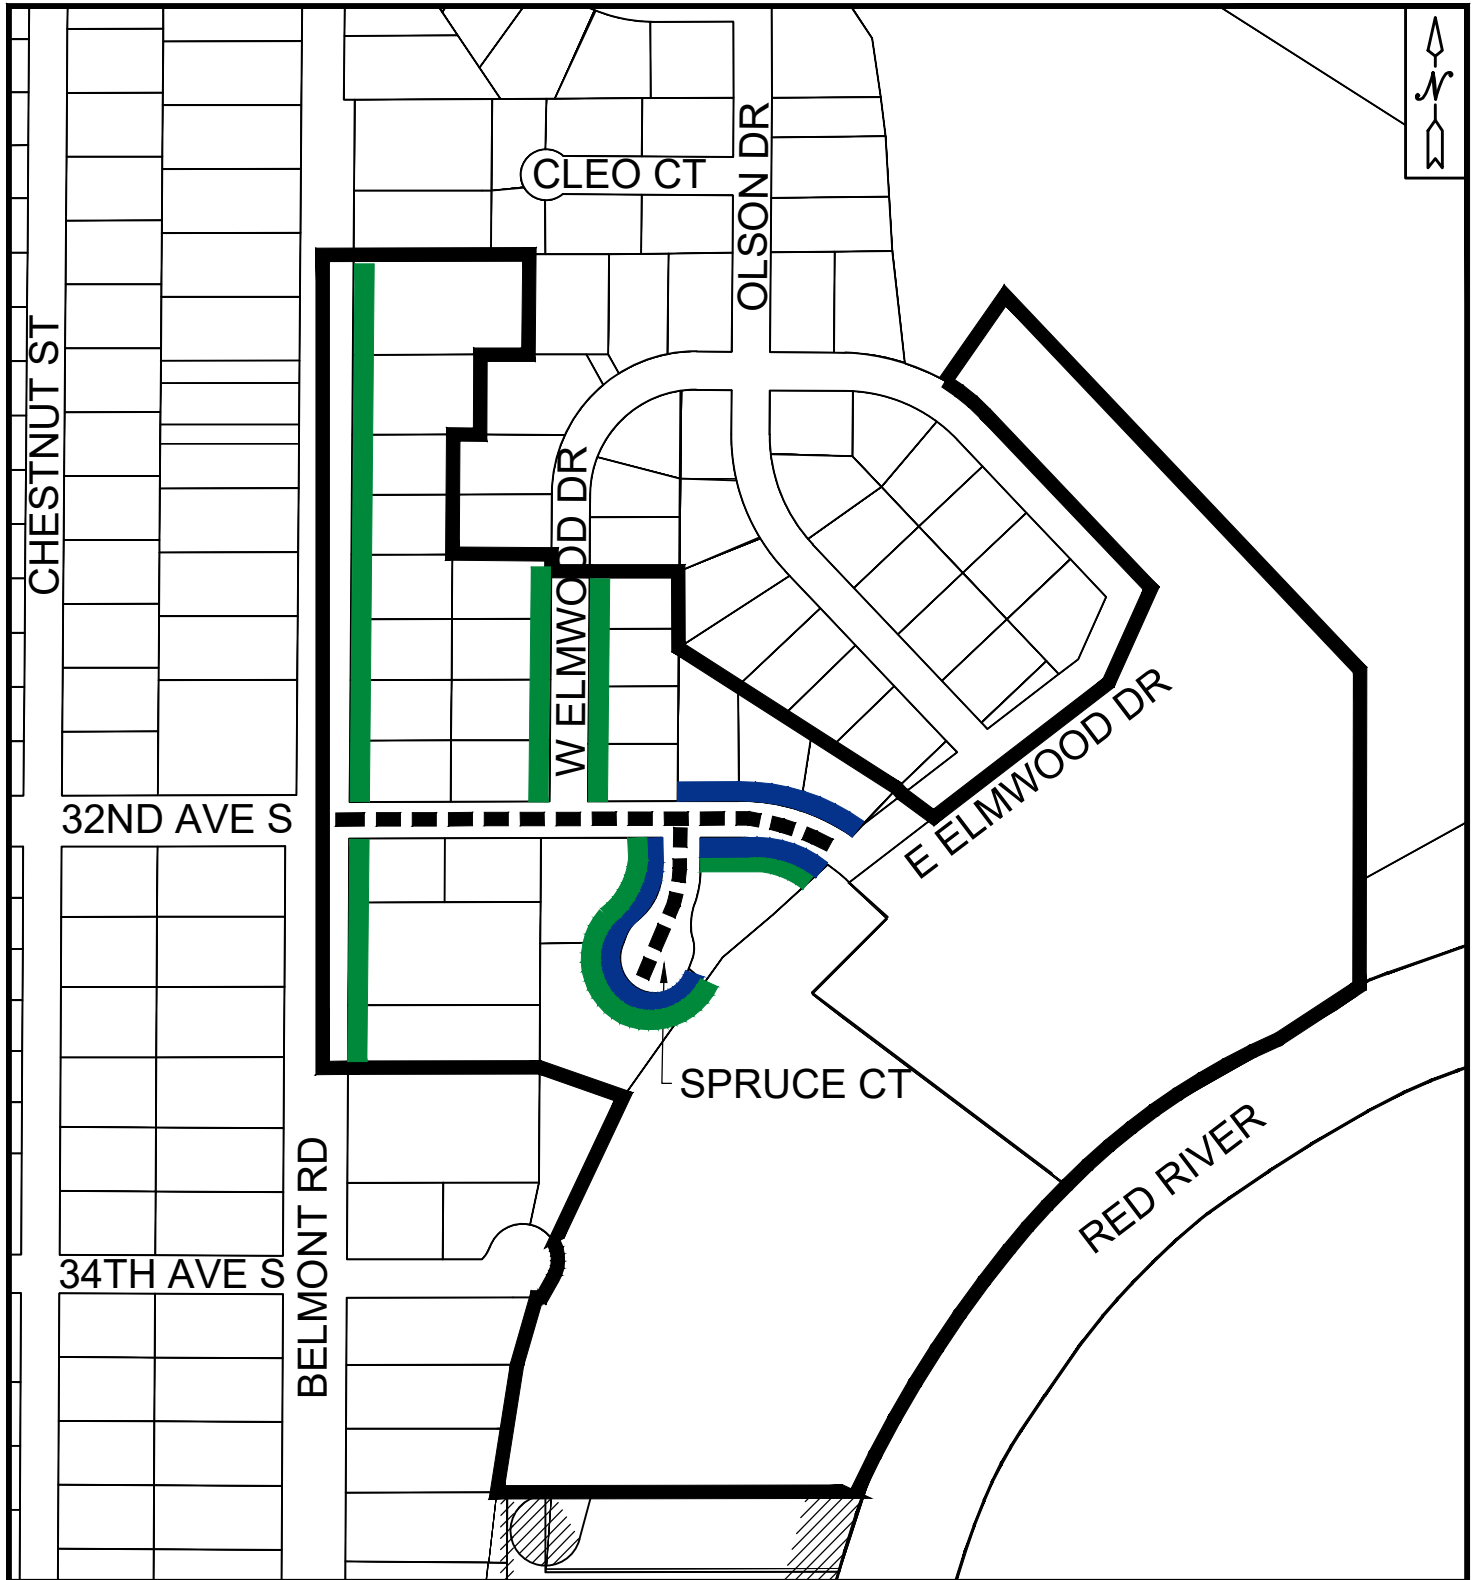 N
CLEO CT
OLSON DR
CHESTNUT ST
W ELMWOOD DR
32ND AVE S
E ELMWOOD DR
SPRUCE CT
RED RIVER
BELMONT RD
34TH AVE S